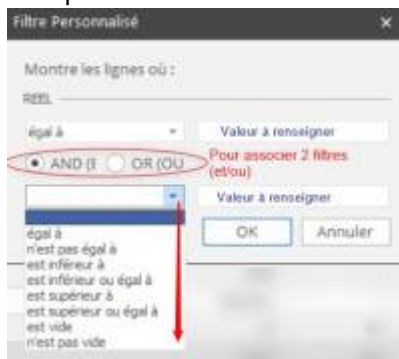 Filtre Personnalisé ×
Montre les lignes où :
REEL
égal à Valeur à renseigner
AND (E OR (OU Pour associer 2 filtres
(et/ou)
Valeur à renseigner
OK Annuler
égal à
n'est pas égal à
est inféreur à
est inférieur ou égal à
est supérieur à
est supérieur ou égal à
est vide
n'est pas vide